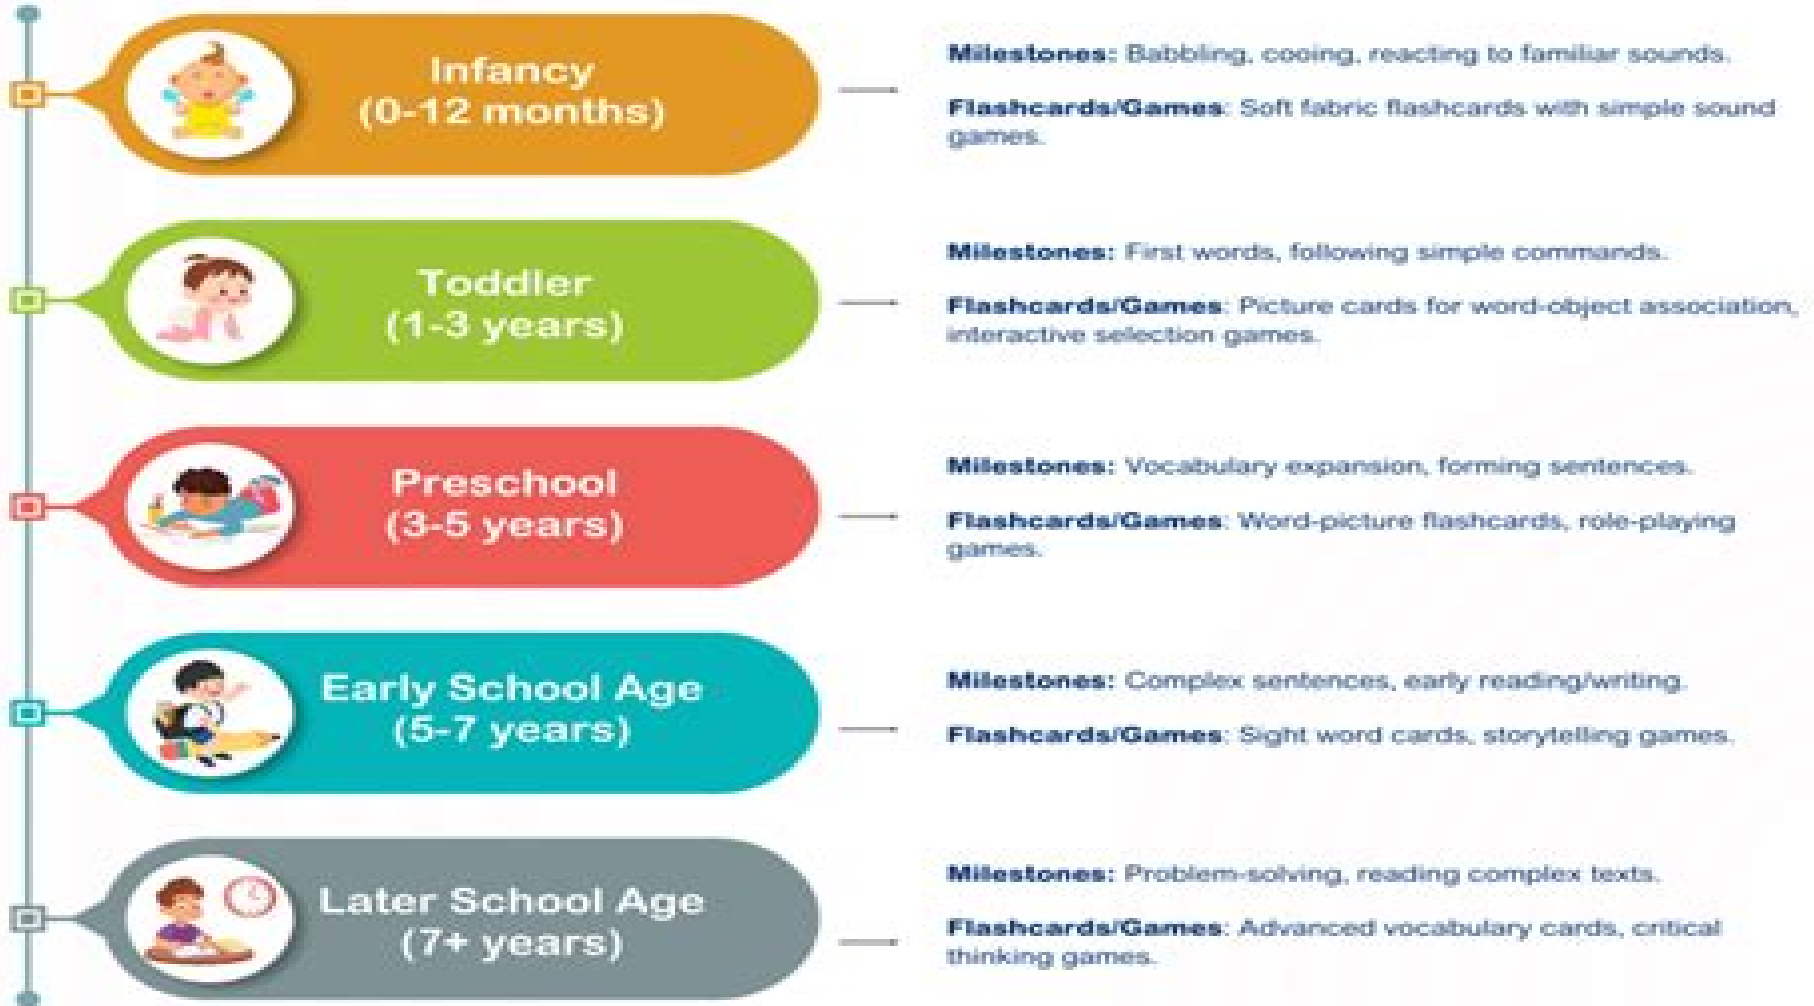 Infancy
(0-12 months)
Milestones: Babbling, cooing, reacting to familiar sounds.
Flashcards/Games: Soft fabric flashcards with simple sound
games.
Toddler
(1-3 years)
Milestones: First words, following simple commands.
Flashcards/Games: Picture cards for word-object association,
interactive selection games.
Preschool
(3-5 years)
Milestones: Vocabulary expansion, forming sentences.
Flashcards/Games: Word-picture flashcards, role-playing
games.
Early School Age
(5-7 years)
Milestones: Complex sentences, early reading/writing.
Flashcards/Games: Sight word cards, storytelling games.
Later School Age
(7+ years)
Milestones: Problem-solving, reading complex texts.
Flashcards/Games: Advanced vocabulary cards, critical
thinking games.